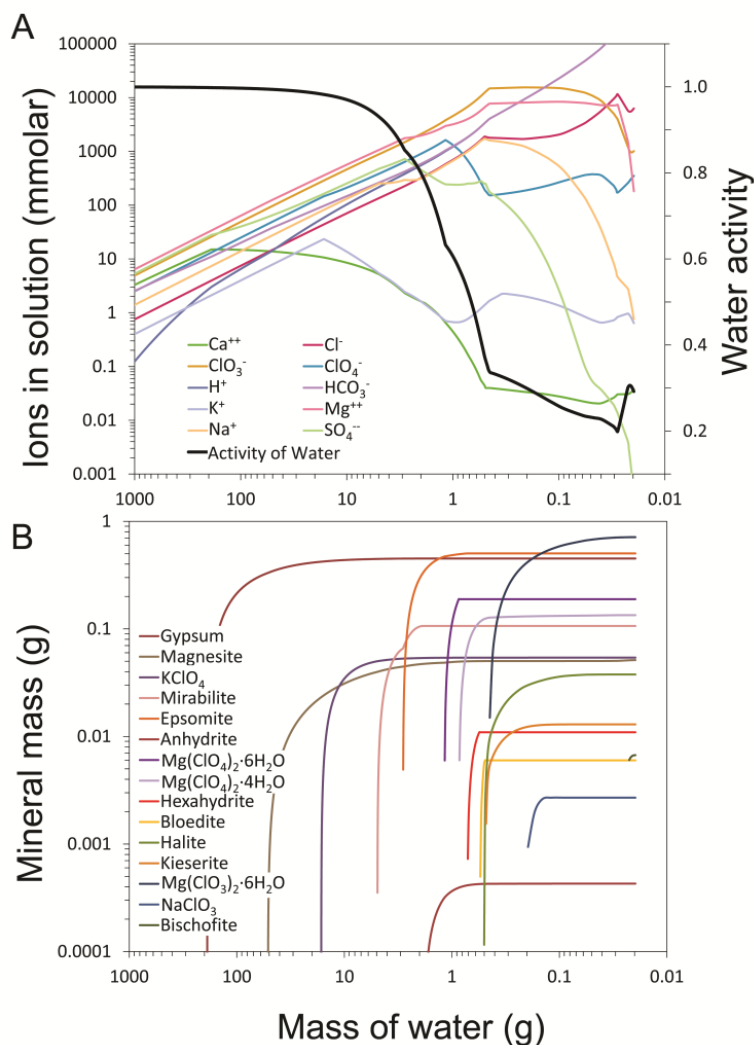 A
Ions in solution (mmolar)
100000
10000
1000
100
10
1
0.1
0.01
0.001
1.0
0.8
0.6
0.4
0.2
Water activity
Ca++ Cl-
ClO3- ClO4-
H+ HCO3-
K+ Mg++
Na+ SO4--
Activity of Water
1000 100 10 1 0.1 0.01
B
Mineral mass (g)
1
0.1
0.01
0.001
0.0001
Gypsum
Magnesite
KClO4
Mirabilite
Epsomite
Anhydrite
Mg(ClO4)2·6H2O
Mg(ClO4)2·4H2O
Hexahydrite
Bloedite
Halite
Kieserite
Mg(ClO3)2·6H2O
NaClO3
Bischofite
1000 100 10 1 0.1 0.01
Mass of water (g)